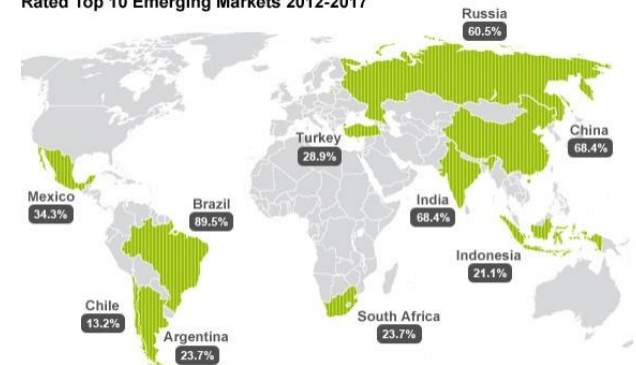 Rated Top 10 Emerging Markets 2012-2017
Russia
60.5%
China
68.4%
Turkey
28.9%
Mexico
34.3%
Brazil
89.5%
India
68.4%
Indonesia
21.1%
Chile
13.2%
Argentina
23.7%
South Africa
23.7%